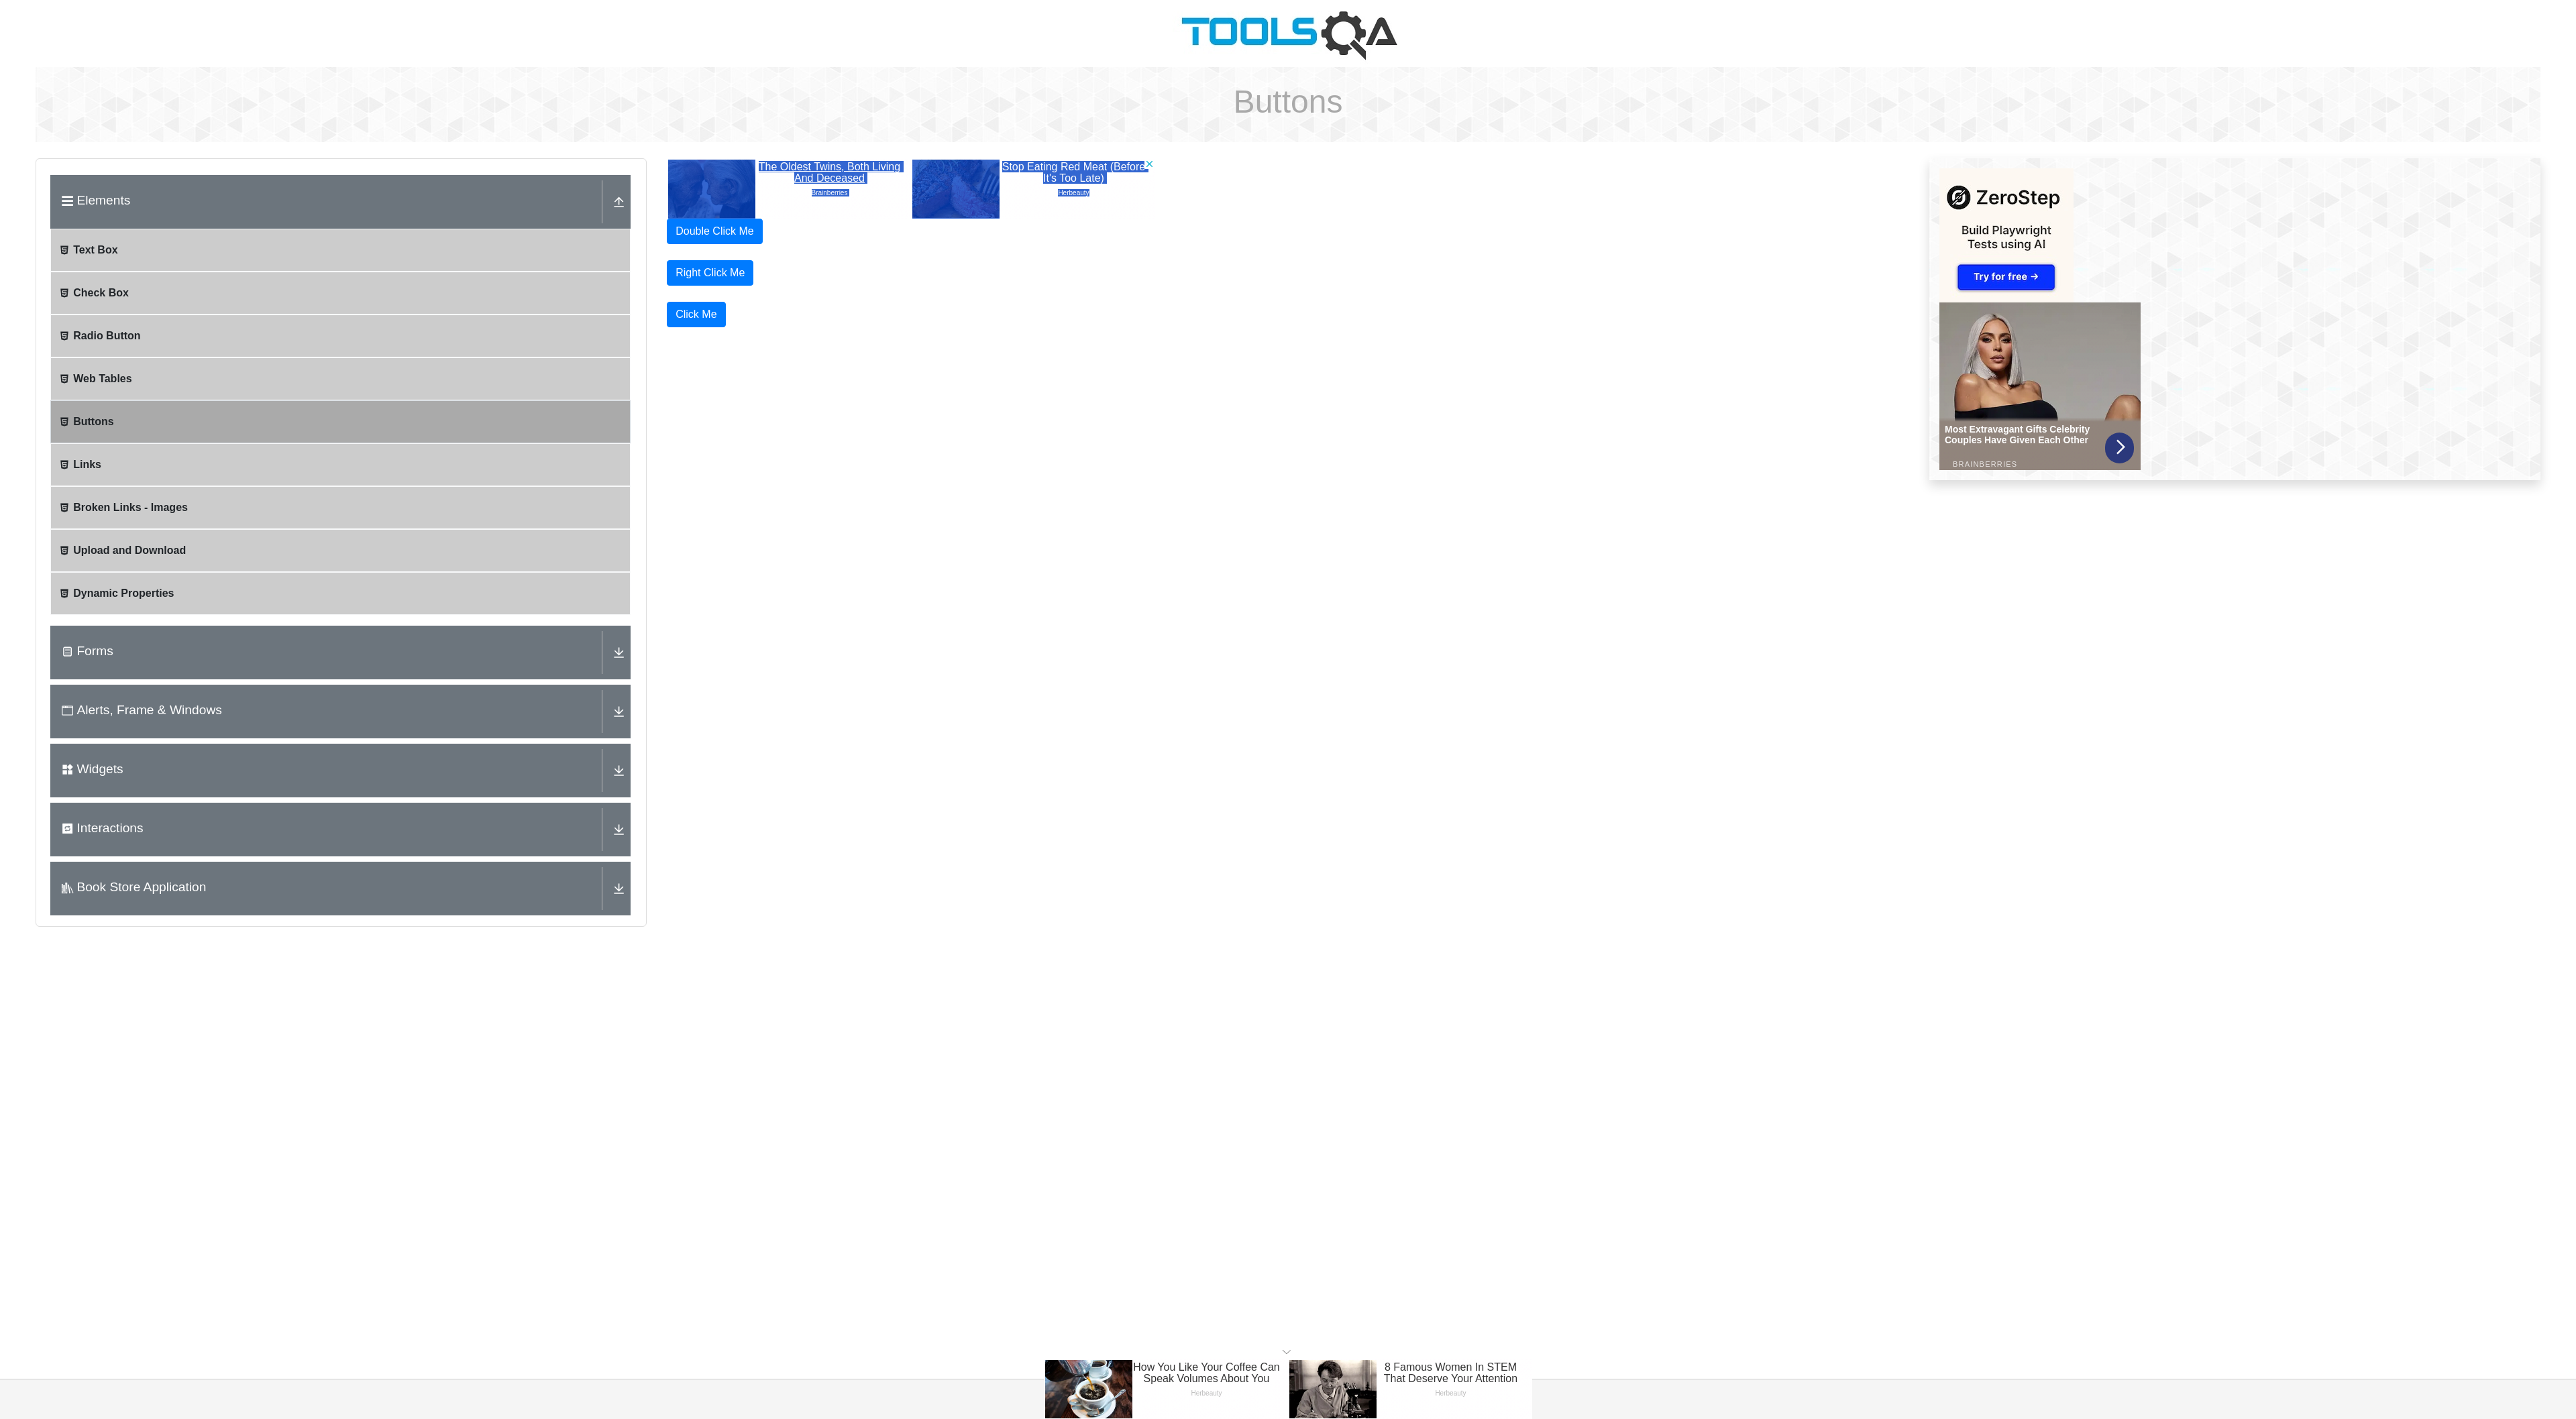 TOOLSQA
Buttons
Elements
Text Box
Check Box
Radio Button
Web Tables
Buttons
Links
Broken Links - Images
Upload and Download
Dynamic Properties
Forms
Alerts, Frame & Windows
Widgets
Interactions
Book Store Application
The Oldest Twins, Both Living
And Deceased
Brainberries
Stop Eating Red Meat (Before
It's Too Late)
Herbeauty
Double Click Me
Right Click Me
Click Me
ZeroStep
Build Playwright
Tests using AI
Try for free →
Most Extravagant Gifts Celebrity
Couples Have Given Each Other
BRAINBERRIES
How You Like Your Coffee Can
Speak Volumes About You
Herbeauty
8 Famous Women In STEM
That Deserve Your Attention
Herbeauty